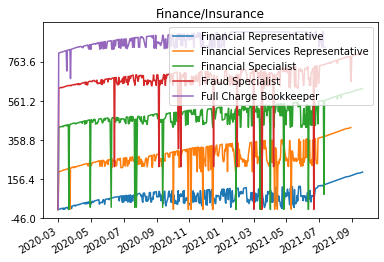 Finance/Insurance
Financial Representative
Financial Services Representative
Financial Specialist
Fraud Specialist
Full Charge Bookkeeper
763.6
561.2
358.8
156.4
-46.0
2020-03
2020-05
2020-07
2020-09
2020-11
2021-01
2021-03
2021-05
2021-07
2021-09